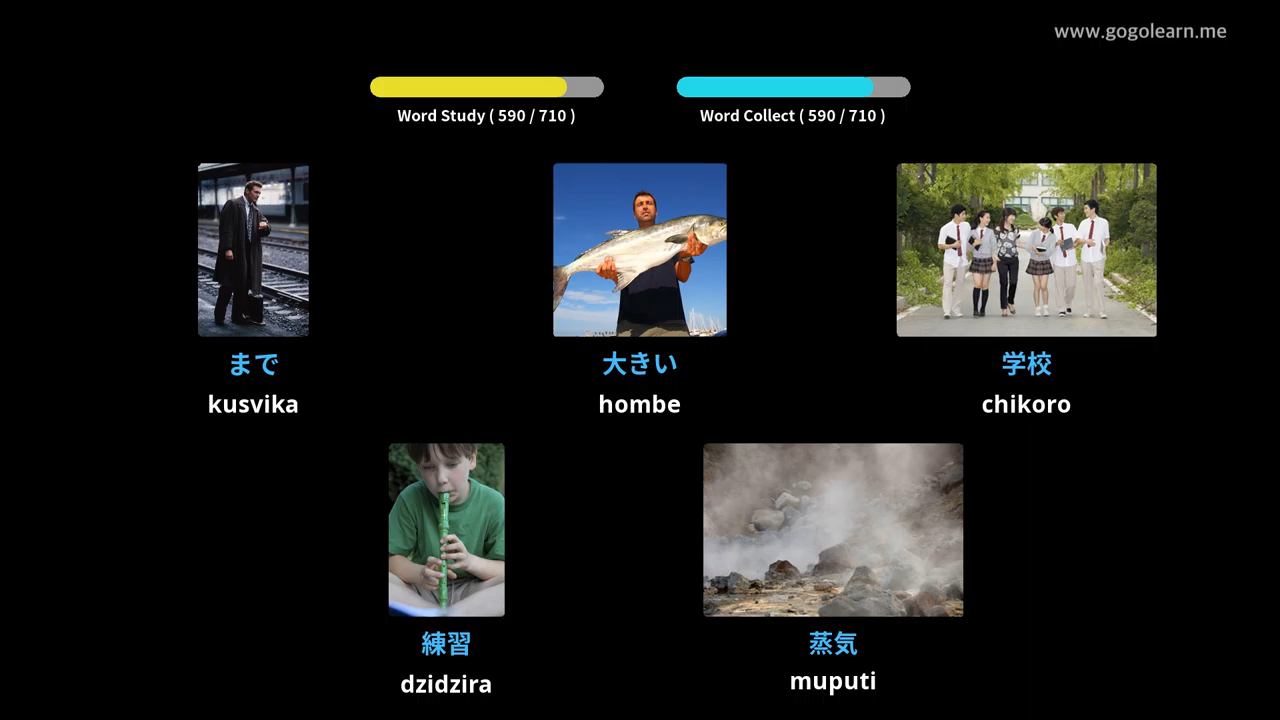 www.gogolearn.me
Word Study ( 590 / 710 )
Word Collect ( 590 / 710 )
まで
kusvika
大きい
hombe
学校
chikoro
練習
dzidzira
蒸気
muputi